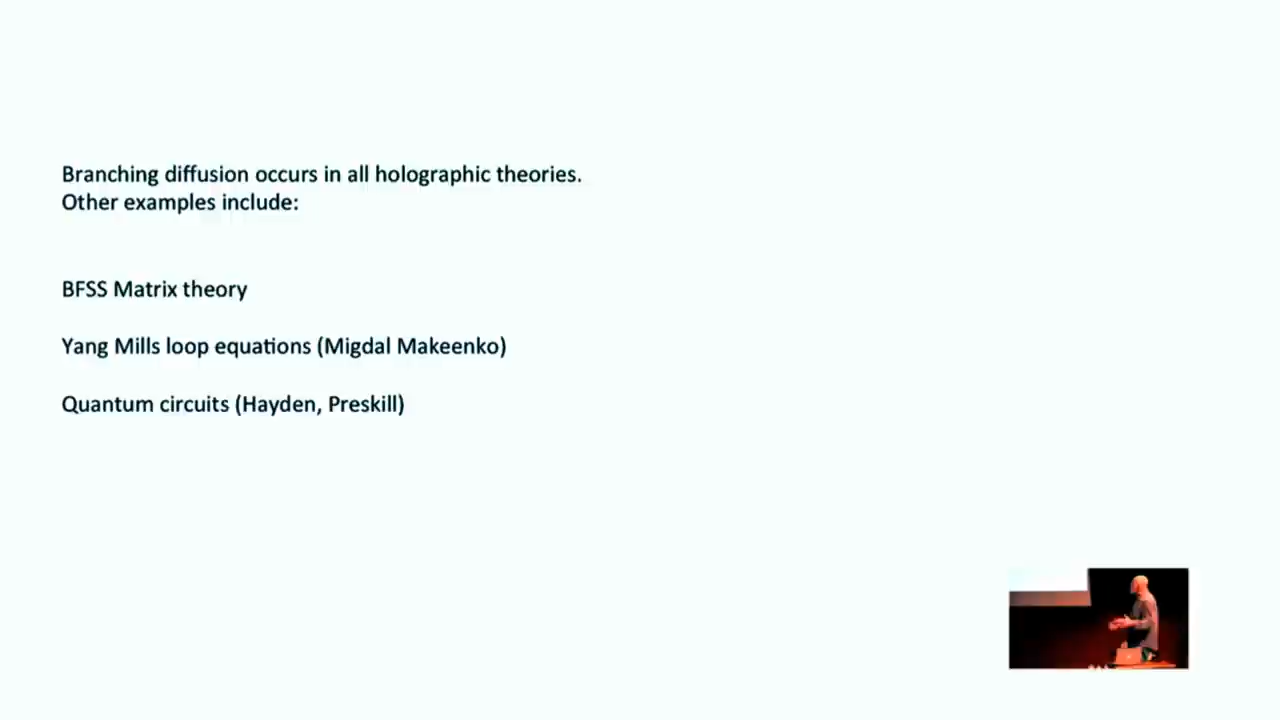 Branching diffusion occurs in all holographic theories.
Other examples include:
BFSS Matrix theory
Yang Mills loop equations (Migdal Makeenko)
Quantum circuits (Hayden, Preskill)